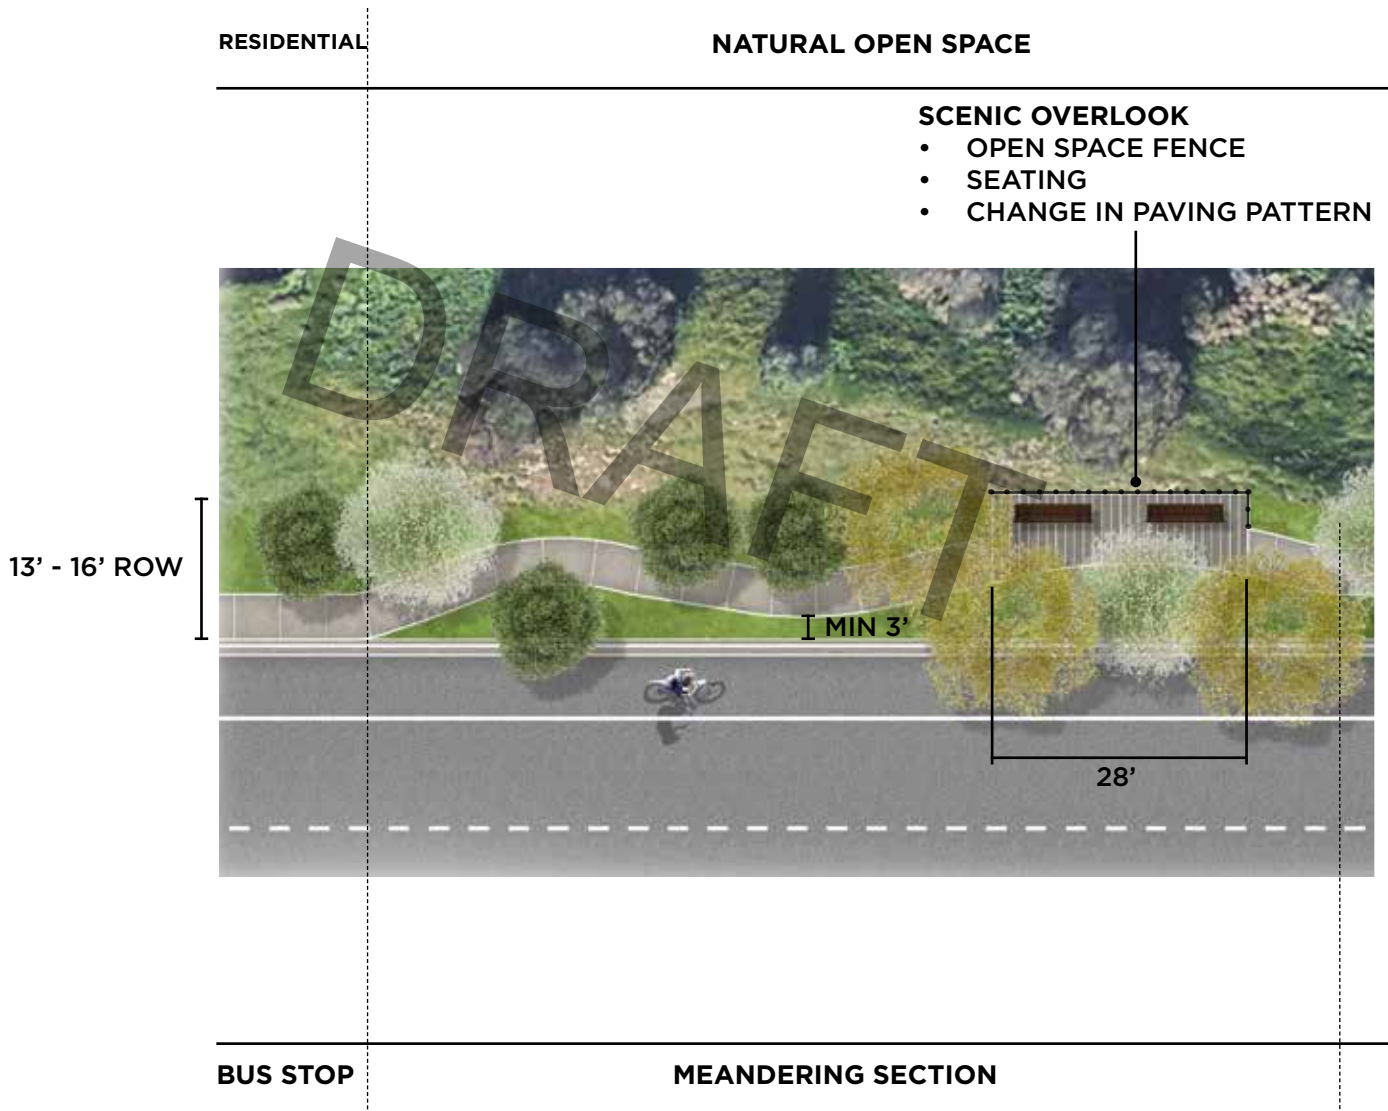 RESIDENTIAL
NATURAL OPEN SPACE
SCENIC OVERLOOK
• OPEN SPACE FENCE
• SEATING
• CHANGE IN PAVING PATTERN
DRAFT
13’ - 16’ ROW
MIN 3’
28’
BUS STOP
MEANDERING SECTION